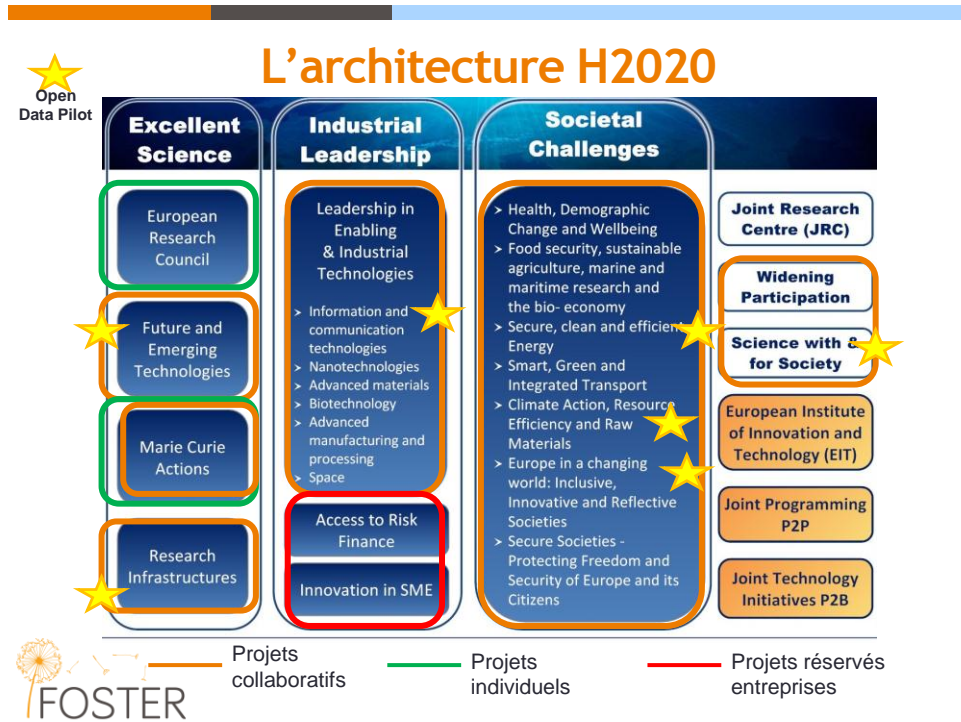 L'architecture H2020
Open
Data Pilot
Excellent
Science
European
Research
Council
Future and
Emerging
Technologies
Marie Curie
Actions
Research
Infrastructures
Industrial
Leadership
Leadership in
Enabling
& Industrial
Technologies
> Information and
communication
technologies
> Nanotechnologies
> Advanced materials
> Biotechnology
> Advanced
manufacturing and
processing
> Space
Access to Risk
Finance
Innovation in SME
Societal
Challenges
> Health, Demographic
Change and Wellbeing
> Food security, sustainable
agriculture, marine and
maritime research and
the bio- economy
> Secure, clean and efficient
Energy
> Smart, Green and
Integrated Transport
> Climate Action, Resource
Efficiency and Raw
Materials
> Europe in a changing
world: Inclusive,
Innovative and Reflective
Societies
> Secure Societies -
Protecting Freedom and
Security of Europe and its
Citizens
Joint Research
Centre (JRC)
Widening
Participation
Science with &
for Society
European Institute
of Innovation and
Technology (EIT)
Joint Programming
P2P
Joint Technology
Initiatives P2B
FOSTER
Projets
collaboratifs
Projets
individuels
Projets réservés
entreprises